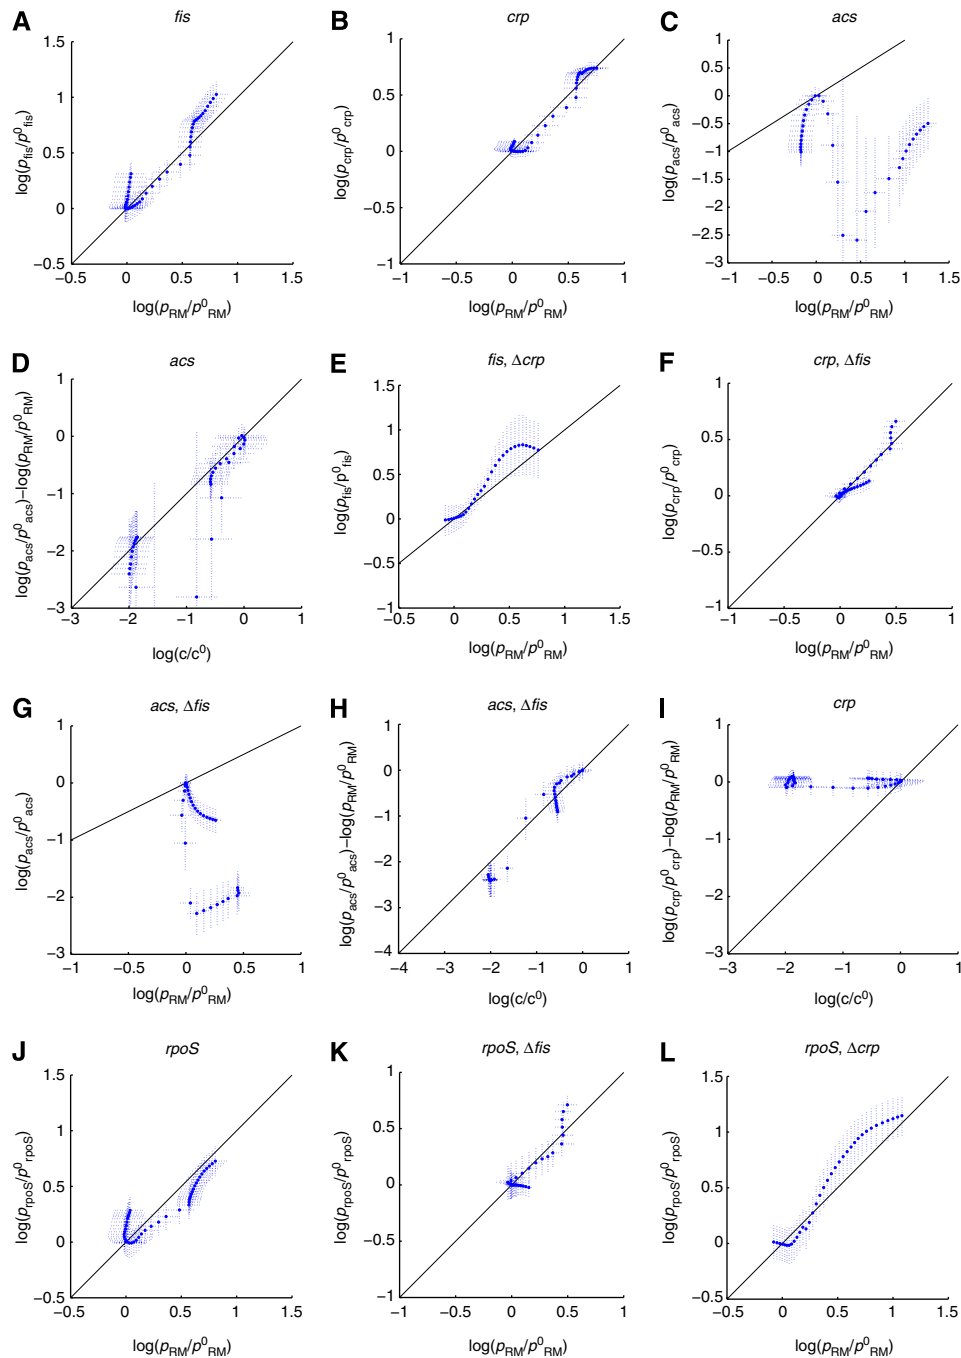 A
fis
1.5
1
0.5
0
−0.5
−0.5
0
0.5
1
1.5
log(pfis/p0fis)
log(pRM/p0RM)
B
crp
1
0.5
0
−0.5
−1
−1
−0.5
0
0.5
1
log(pcrp/p0crp)
log(pRM/p0RM)
C
acs
1
0.5
0
−0.5
−1
−1.5
−2
−2.5
−3
−1
−0.5
0
0.5
1
1.5
log(pacs/p0acs)
log(pRM/p0RM)
D
acs
1
0
−1
−2
−3
−3
−2
−1
0
1
log(pacs/p0acs)−log(pRM/p0RM)
log(c/c0)
E
fis, Δcrp
1.5
1
0.5
0
−0.5
−1
−0.5
0
0.5
1
1.5
log(pfis/p0fis)
log(pRM/p0RM)
F
crp, Δfis
1
0.5
0
−0.5
−1
−1
−0.5
0
0.5
1
log(pcrp/p0crp)
log(pRM/p0RM)
G
acs, Δfis
1
0
−1
−2
−3
−1
−0.5
0
0.5
1
log(pacs/p0acs)
log(pRM/p0RM)
H
acs, Δfis
1
0
−1
−2
−3
−4
−4
−3
−2
−1
0
1
log(pacs/p0acs)−log(pRM/p0RM)
log(c/c0)
I
crp
1
0
−1
−2
−3
−3
−2
−1
0
1
log(pcrp/p0crp)−log(pRM/p0RM)
log(c/c0)
J
rpoS
1.5
1
0.5
0
−0.5
−0.5
0
0.5
1
1.5
log(prpoS/p0rpoS)
log(pRM/p0RM)
K
rpoS, Δfis
1
0.5
0
−0.5
−1
−1
−0.5
0
0.5
1
log(prpoS/p0rpoS)
log(pRM/p0RM)
L
rpoS, Δcrp
1.5
1
0.5
0
−0.5
−0.5
0
0.5
1
1.5
log(prpoS/p0rpoS)
log(pRM/p0RM)